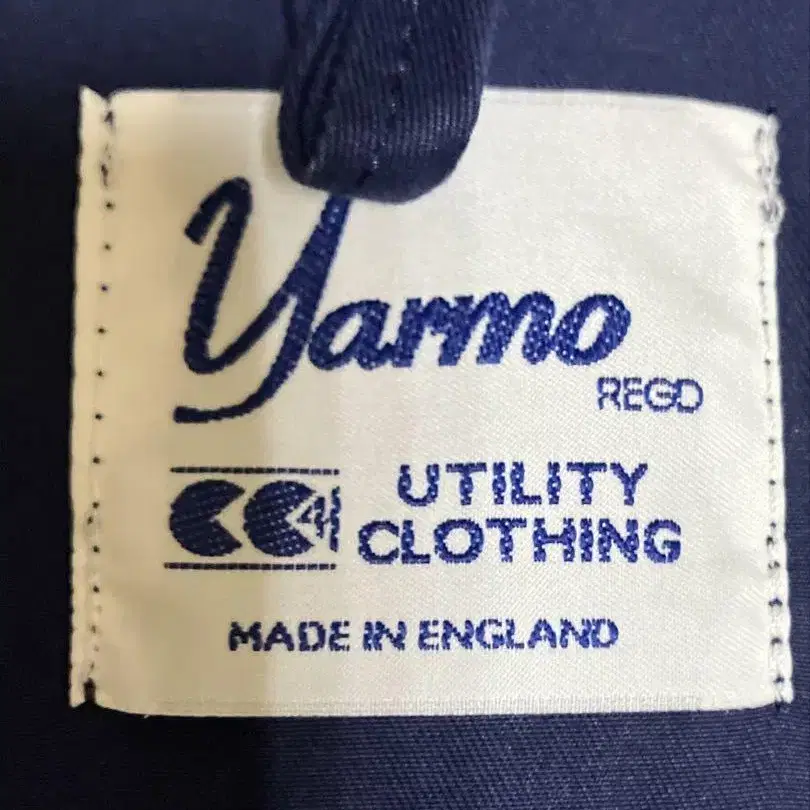 Yarmo
REGD
CC41
UTILITY
CLOTHING
MADE IN ENGLAND